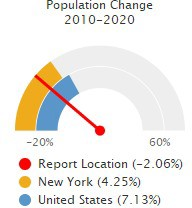 Population Change
2010-2020
-20%
60%
Report Location (-2.06%)
New York (4.25%)
United States (7.13%)